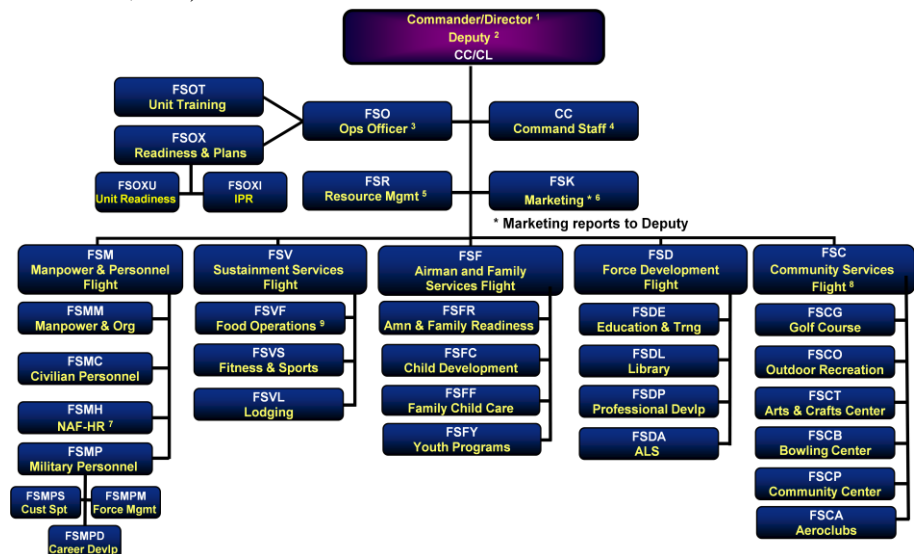 Commander/Director 1
Deputy 2
CC/CL
FSOT
Unit Training
FSO
Ops Officer 3
CC
Command Staff 4
FSOX
Readiness & Plans
FSOXU
Unit Readiness
FSOXI
IPR
FSR
Resource Mgmt 5
FSK
Marketing * 6
* Marketing reports to Deputy
FSM
Manpower & Personnel
Flight
FSV
Sustainment Services
Flight
FSF
Airman and Family
Services Flight
FSD
Force Development
Flight
FSC
Community Services
Flight 8
FSMM
Manpower & Org
FSMC
Civilian Personnel
FSMH
NAF-HR 7
FSMP
Military Personnel
FSMPS
Cust Spt
FSMPM
Force Mgmt
FSMPD
Career Devlp
FSVF
Food Operations 9
FSVS
Fitness & Sports
FSVL
Lodging
FSFR
Amn & Family Readiness
FSFC
Child Development
FSFF
Family Child Care
FSFY
Youth Programs
FSDE
Education & Trng
FSDL
Library
FSDP
Professional Devlp
FSDA
ALS
FSCG
Golf Course
FSCO
Outdoor Recreation
FSCT
Arts & Crafts Center
FSCB
Bowling Center
FSCP
Community Center
FSCA
Aeroclubs